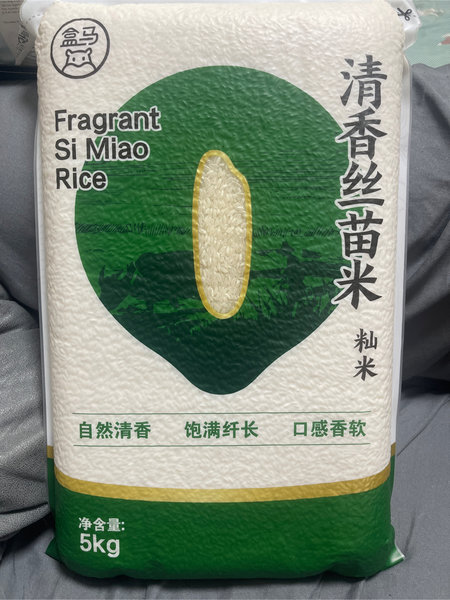 盒马
Fragrant
Si Miao
Rice
清香丝苗米
籼米
自然清香 饱满纤长 口感香软
净含量:
5kg